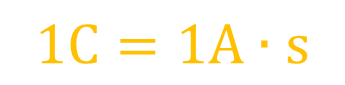 1C = 1A · s